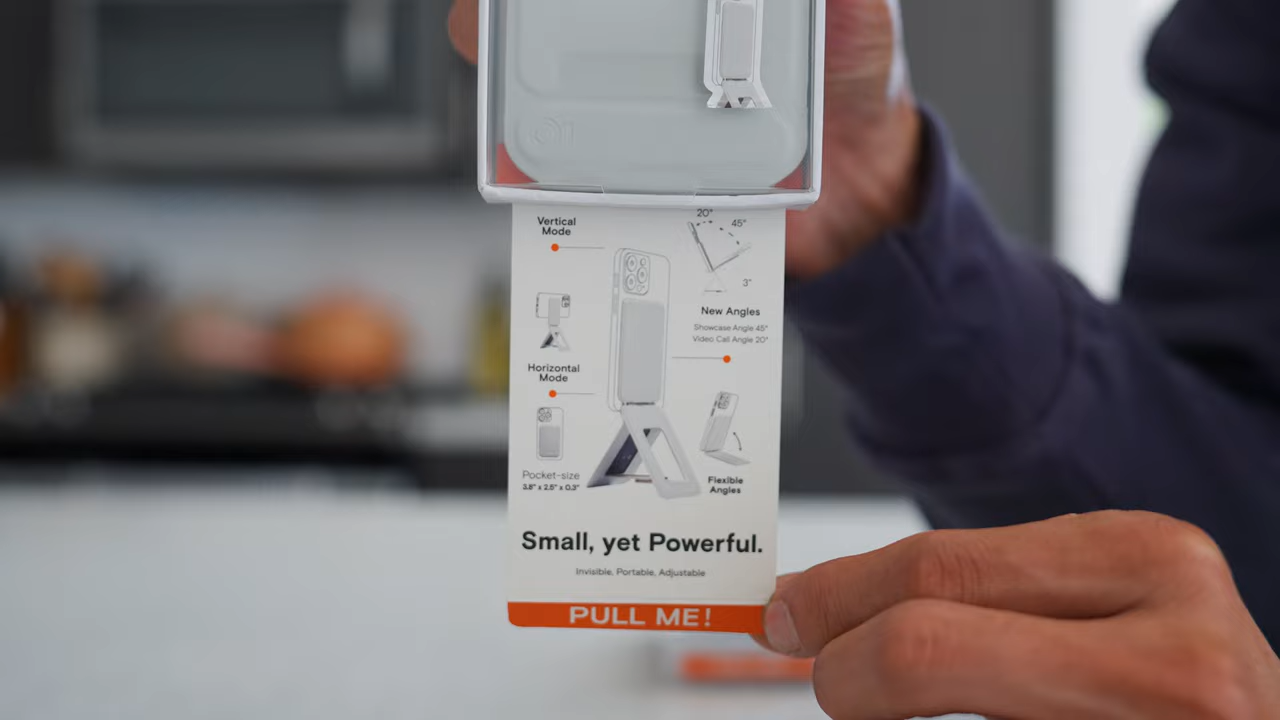 Vertical
Mode
20°
45°
3°
New Angles
Showcase Angle 45°
Video Call Angle 20°
Horizontal
Mode
Pocket-size
3.8" x 2.5" x 0.3"
Flexible
Angles
Small, yet Powerful.
Invisible, Portable, Adjustable
PULL ME!